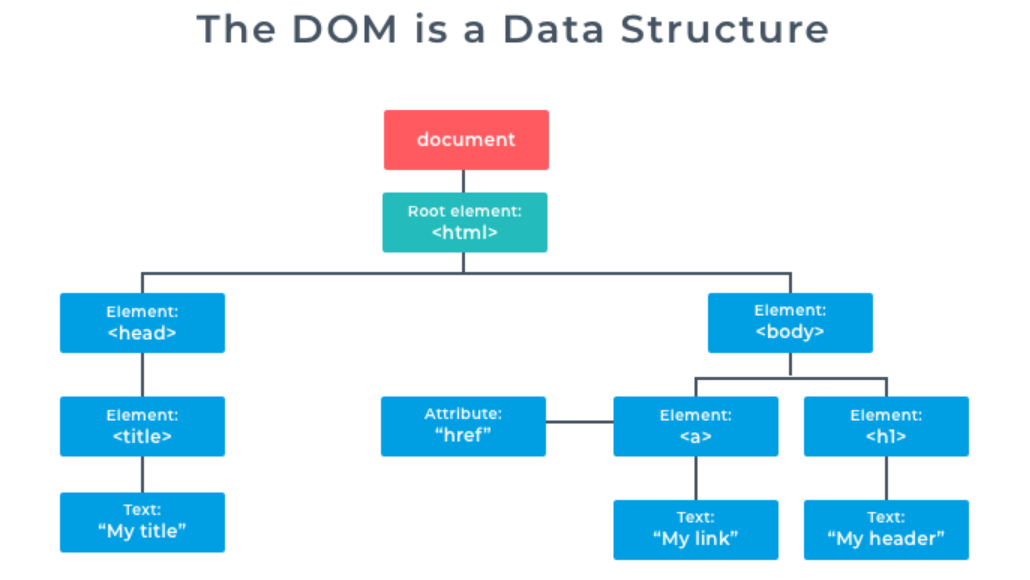 The DOM is a Data Structure
document
Root element:
<html>
Element:
<head>
Element:
<body>
Element:
<title>
Attribute:
“href”
Element:
<a>
Element:
<h1>
Text:
“My title”
Text:
“My link”
Text:
“My header”